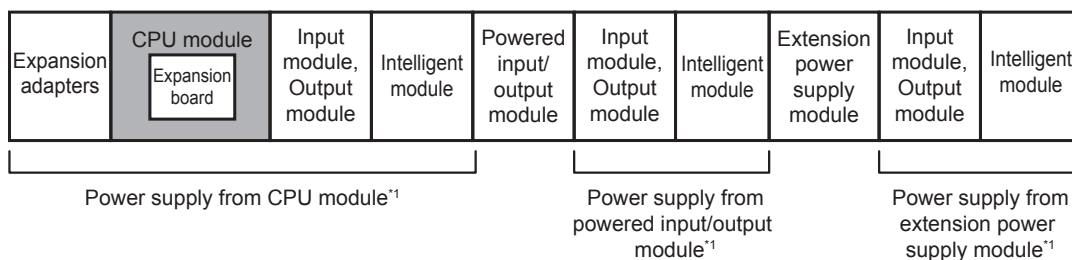 Expansion
adapters
CPU module
Expansion
board
Input
module,
Output
module
Intelligent
module
Powered
input/
output
module
Input
module,
Output
module
Intelligent
module
Extension
power
supply
module
Input
module,
Output
module
Intelligent
module
Power supply from CPU module*1
Power supply from
powered input/output
module*1
Power supply from
extension power
supply module*1